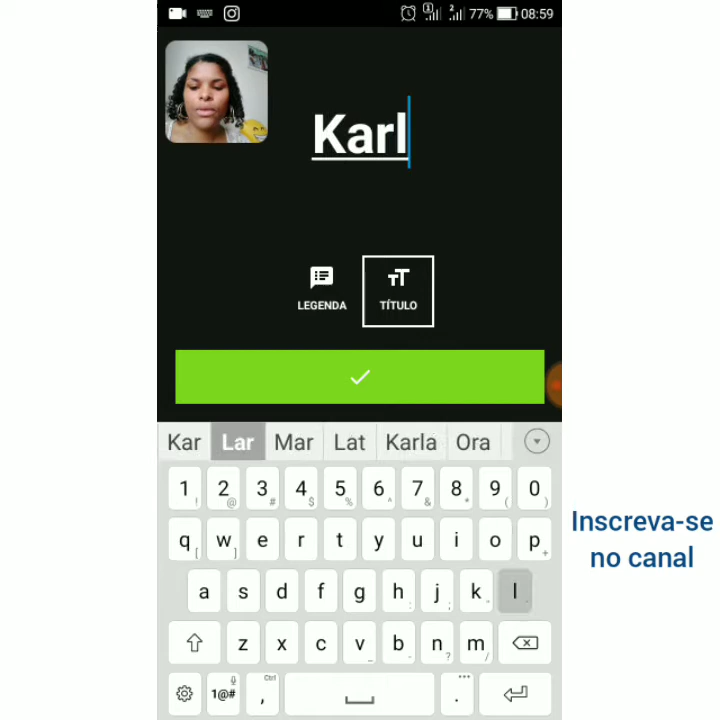 77% 08:59
Karl
LEGENDA TÍTULO
Kar Lar Mar Lat Karla Ora
1 2 3 4 5 6 7 8 9 0
! @ # $ % ^ & * ( )
q w e r t y u i o p
[ ] +
a s d f g h j k l
z x c v b n m
1@# Ctrl , .
Inscreva-se
no canal